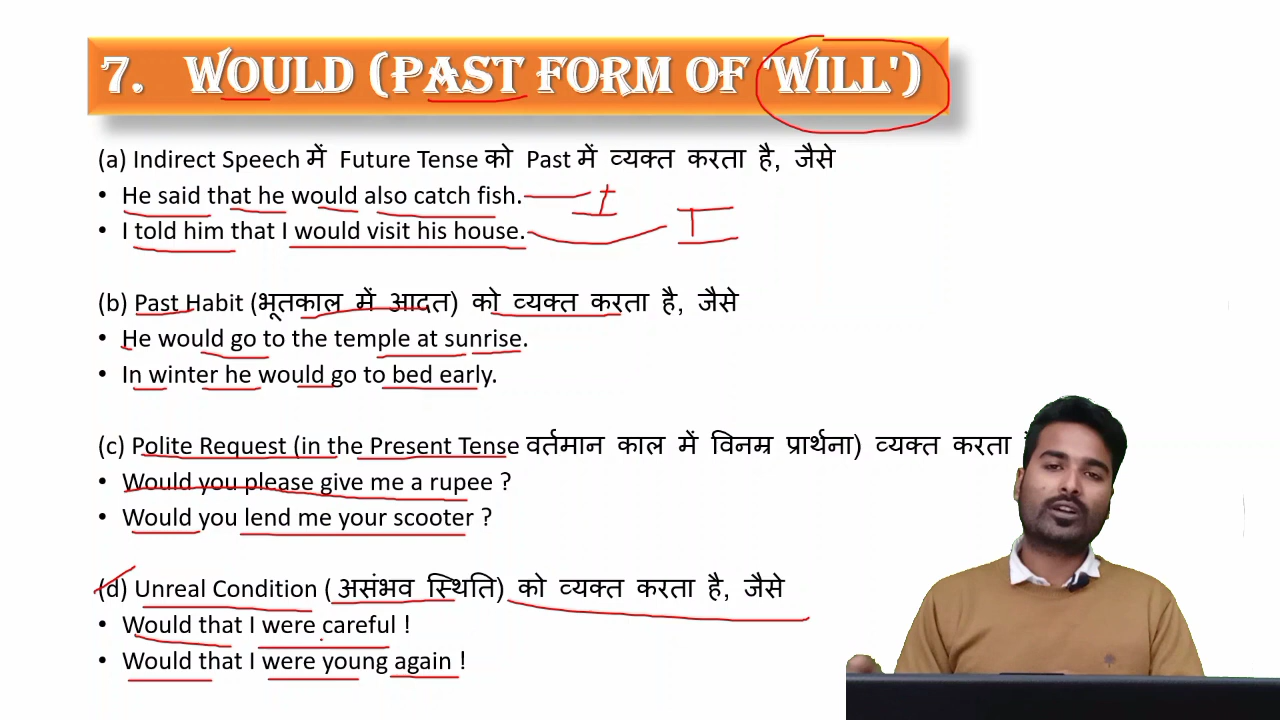 7. WOULD (PAST FORM OF 'WILL')
(a) Indirect Speech में Future Tense को Past में व्यक्त करता है, जैसे
• He said that he would also catch fish.
• I told him that I would visit his house.
(b) Past Habit (भूतकाल में आदत) को व्यक्त करता है, जैसे
• He would go to the temple at sunrise.
• In winter he would go to bed early.
(c) Polite Request (in the Present Tense वर्तमान काल में विनम्र प्रार्थना) व्यक्त करता
• Would you please give me a rupee ?
• Would you lend me your scooter ?
(d) Unreal Condition ( असंभव स्थिति) को व्यक्त करता है, जैसे
• Would that I were careful !
• Would that I were young again !